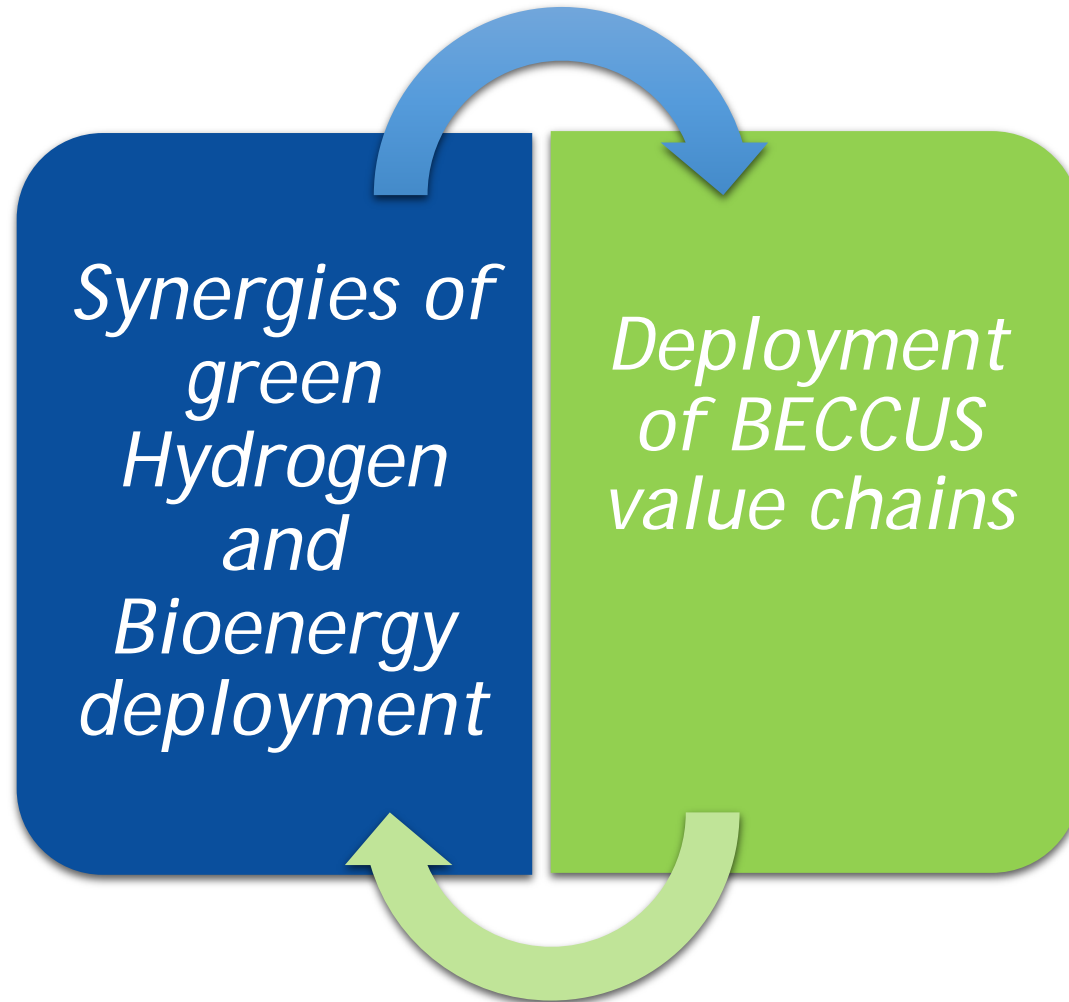 Synergies of
green
Hydrogen
and
Bioenergy
deployment
Deployment
of BECCUS
value chains